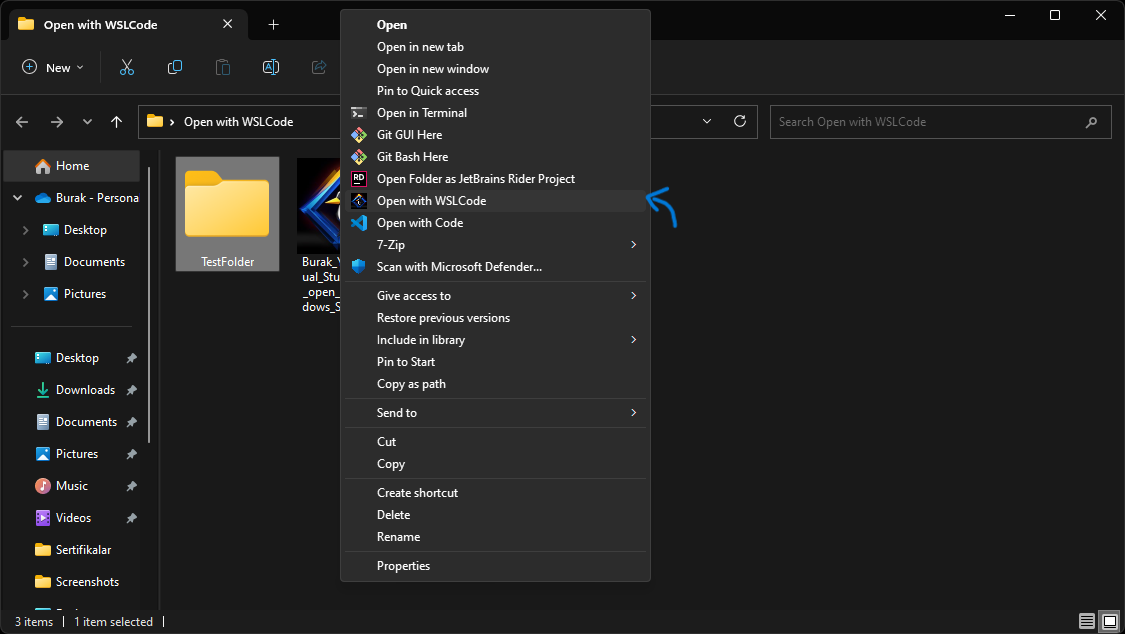 Open with WSLCode
New
Open with WSLCode
Search Open with WSLCode
Home
Burak - Persona
Desktop
Documents
Pictures
Desktop
Downloads
Documents
Pictures
Music
Videos
Sertifikalar
Screenshots
TestFolder
Burak_
ual_Stu
_open_
dows_S
Open
Open in new tab
Open in new window
Pin to Quick access
Open in Terminal
Git GUI Here
Git Bash Here
RD
Open Folder as JetBrains Rider Project
Open with WSLCode
Open with Code
7-Zip
Scan with Microsoft Defender...
Give access to
Restore previous versions
Include in library
Pin to Start
Copy as path
Send to
Cut
Copy
Create shortcut
Delete
Rename
Properties
3 items
1 item selected